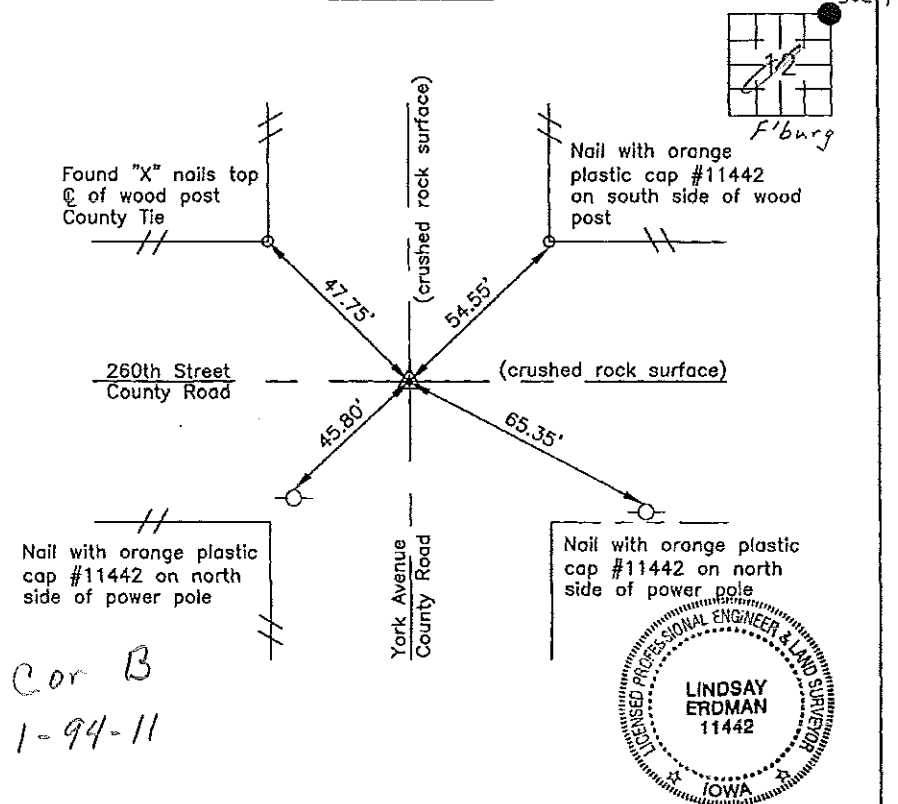 12
F'burg
(crushed rock surface)
Found "X" nails top
℄ of wood post
County Tie
Nail with orange
plastic cap #11442
on south side of wood
post
47.75'
54.55'
260th Street
County Road
(crushed rock surface)
45.80'
65.35'
Nail with orange plastic
cap #11442 on north
side of power pole
York Avenue
County Road
Nail with orange plastic
cap #11442 on north
side of power pole
Cor B
1-94-11
LICENSED PROFESSIONAL ENGINEER & LAND SURVEYOR
LINDSAY
ERDMAN
11442
IOWA